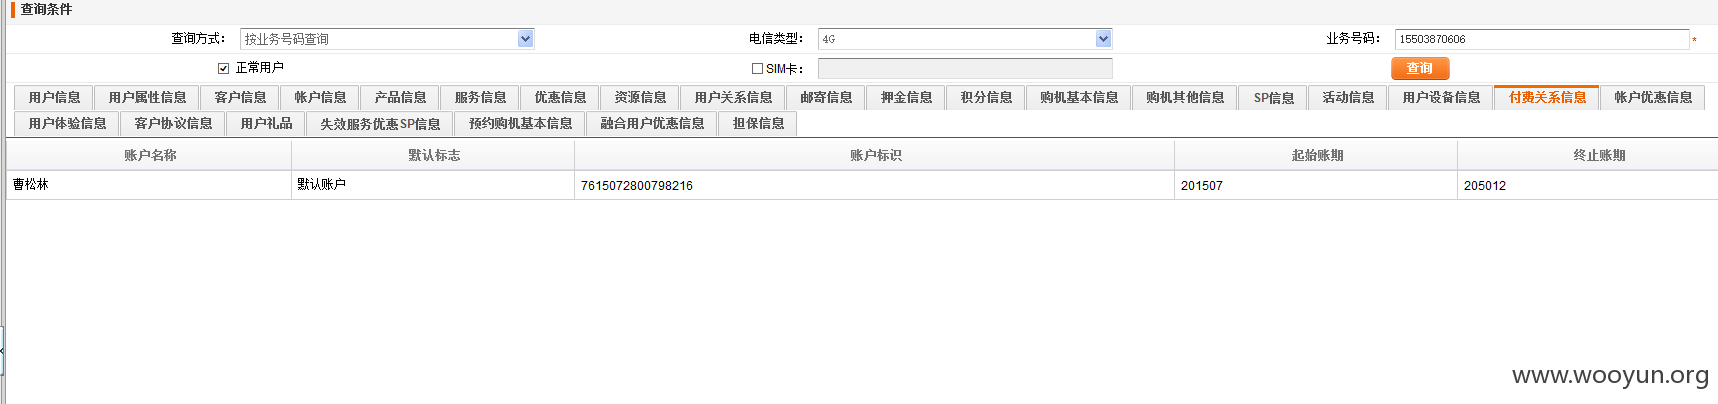 查询条件
查询方式： 按业务号码查询 电信类型： 4G 业务号码： 15503870606 *
正常用户 SIM卡： 查询
用户信息 用户属性信息 客户信息 帐户信息 产品信息 服务信息 优惠信息 资源信息 用户关系信息 邮寄信息 押金信息 积分信息 购机基本信息 购机其他信息 SP信息 活动信息 用户设备信息 付费关系信息 帐户优惠信息
用户体验信息 客户协议信息 用户礼品 失效服务优惠SP信息 预约购机基本信息 融合用户优惠信息 担保信息
账户名称 默认标志 账户标识 起始账期 终止账期
曹松林 默认账户 7615072800798216 201507 205012
www.wooyun.org